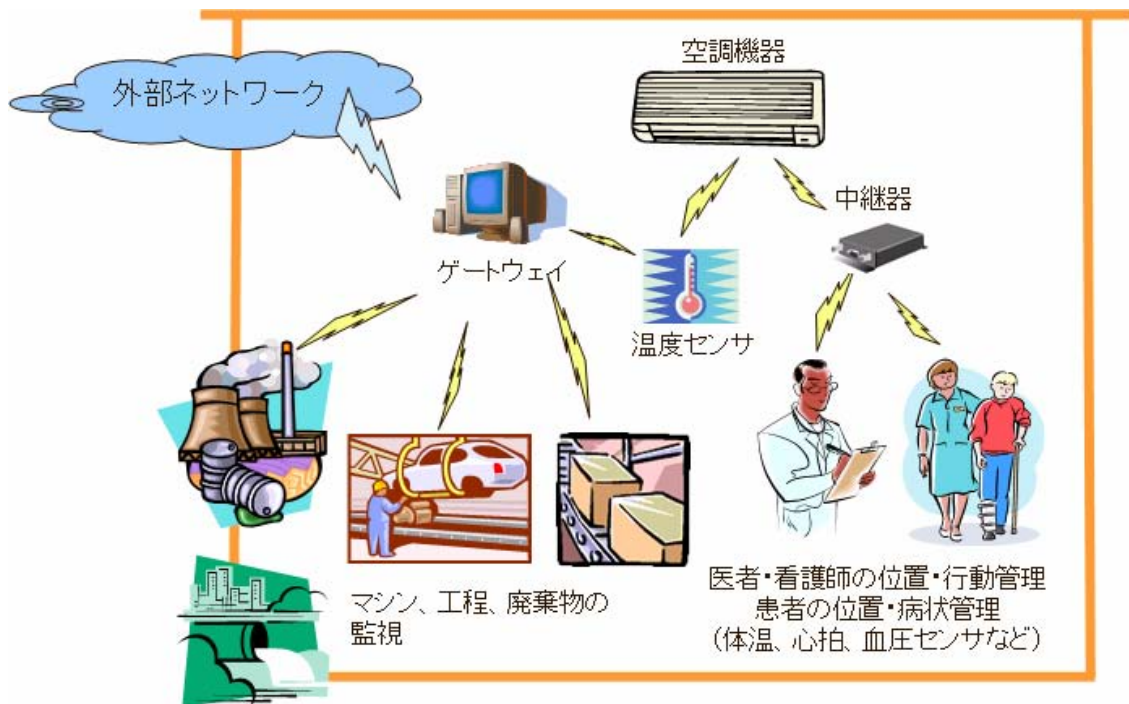 空調機器
外部ネットワーク
中継器
ゲートウェイ
温度センサ
医者・看護師の位置・行動管理
患者の位置・病状管理
(体温、心拍、血圧センサなど)
マシン、工程、廃棄物の
監視